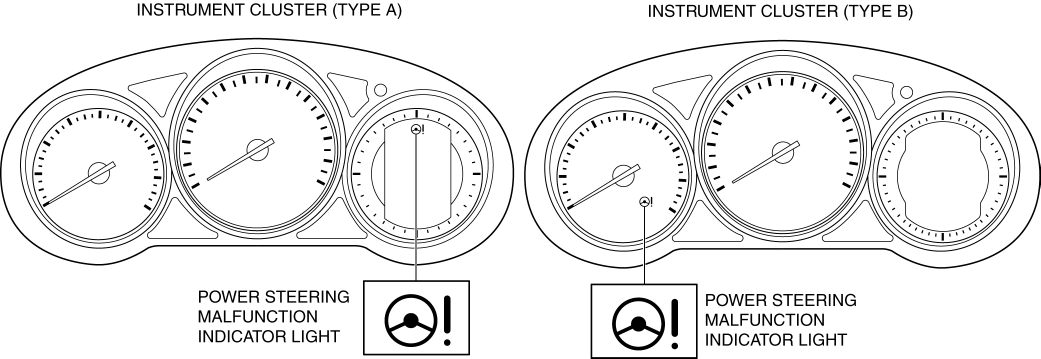 INSTRUMENT CLUSTER (TYPE A)
INSTRUMENT CLUSTER (TYPE B)
POWER STEERING
MALFUNCTION
INDICATOR LIGHT
POWER STEERING
MALFUNCTION
INDICATOR LIGHT